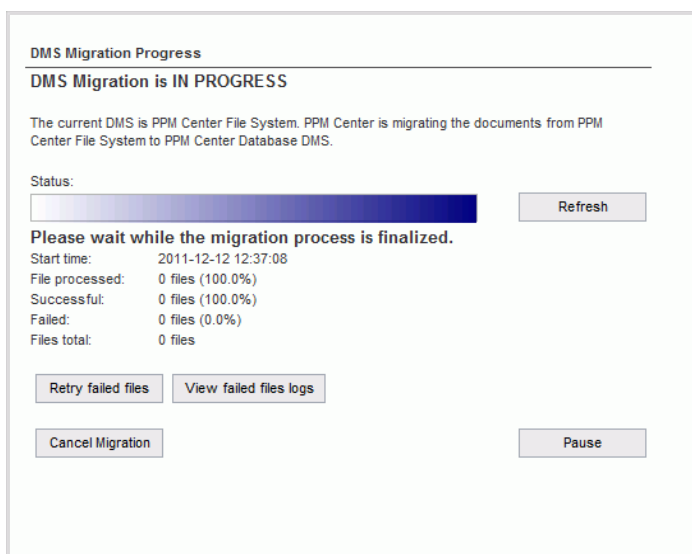 DMS Migration Progress
DMS Migration is IN PROGRESS
The current DMS is PPM Center File System. PPM Center is migrating the documents from PPM
Center File System to PPM Center Database DMS.
Status:
Refresh
Please wait while the migration process is finalized.
Start time: 2011-12-12 12:37:08
File processed: 0 files (100.0%)
Successful: 0 files (100.0%)
Failed: 0 files (0.0%)
Files total: 0 files
Retry failed files View failed files logs
Cancel Migration Pause